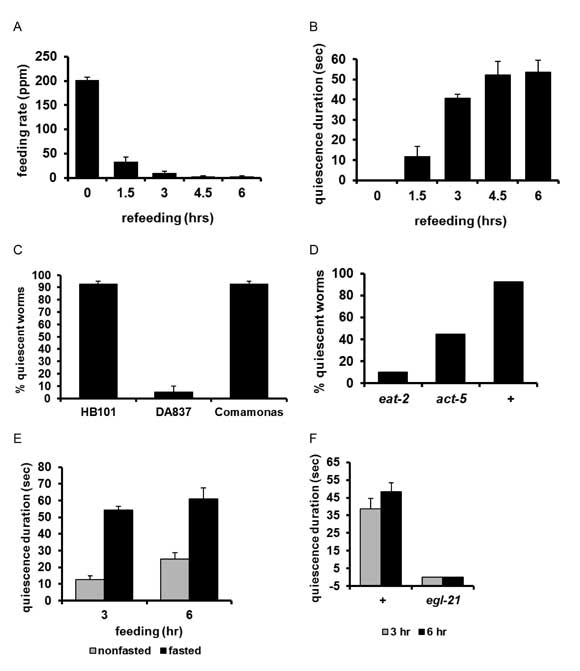 A
feeding rate (ppm)
250
200
150
100
50
0
0 1.5 3 4.5 6
refeeding (hrs)
B
quiescence duration (sec)
60
50
40
30
20
10
0
0 1.5 3 4.5 6
refeeding (hrs)
C
% quiescent worms
100
90
80
70
60
50
40
30
20
10
0
HB101 DA837 Comamonas
D
% quiescent worms
100
80
60
40
20
0
eat-2 act-5 +
E
quiescence duration (sec)
80
70
60
50
40
30
20
10
0
3 6
feeding (hr)
nonfasted fasted
F
quiescence duration (sec)
65
55
45
35
25
15
5
-5
+ egl-21
3 hr 6 hr